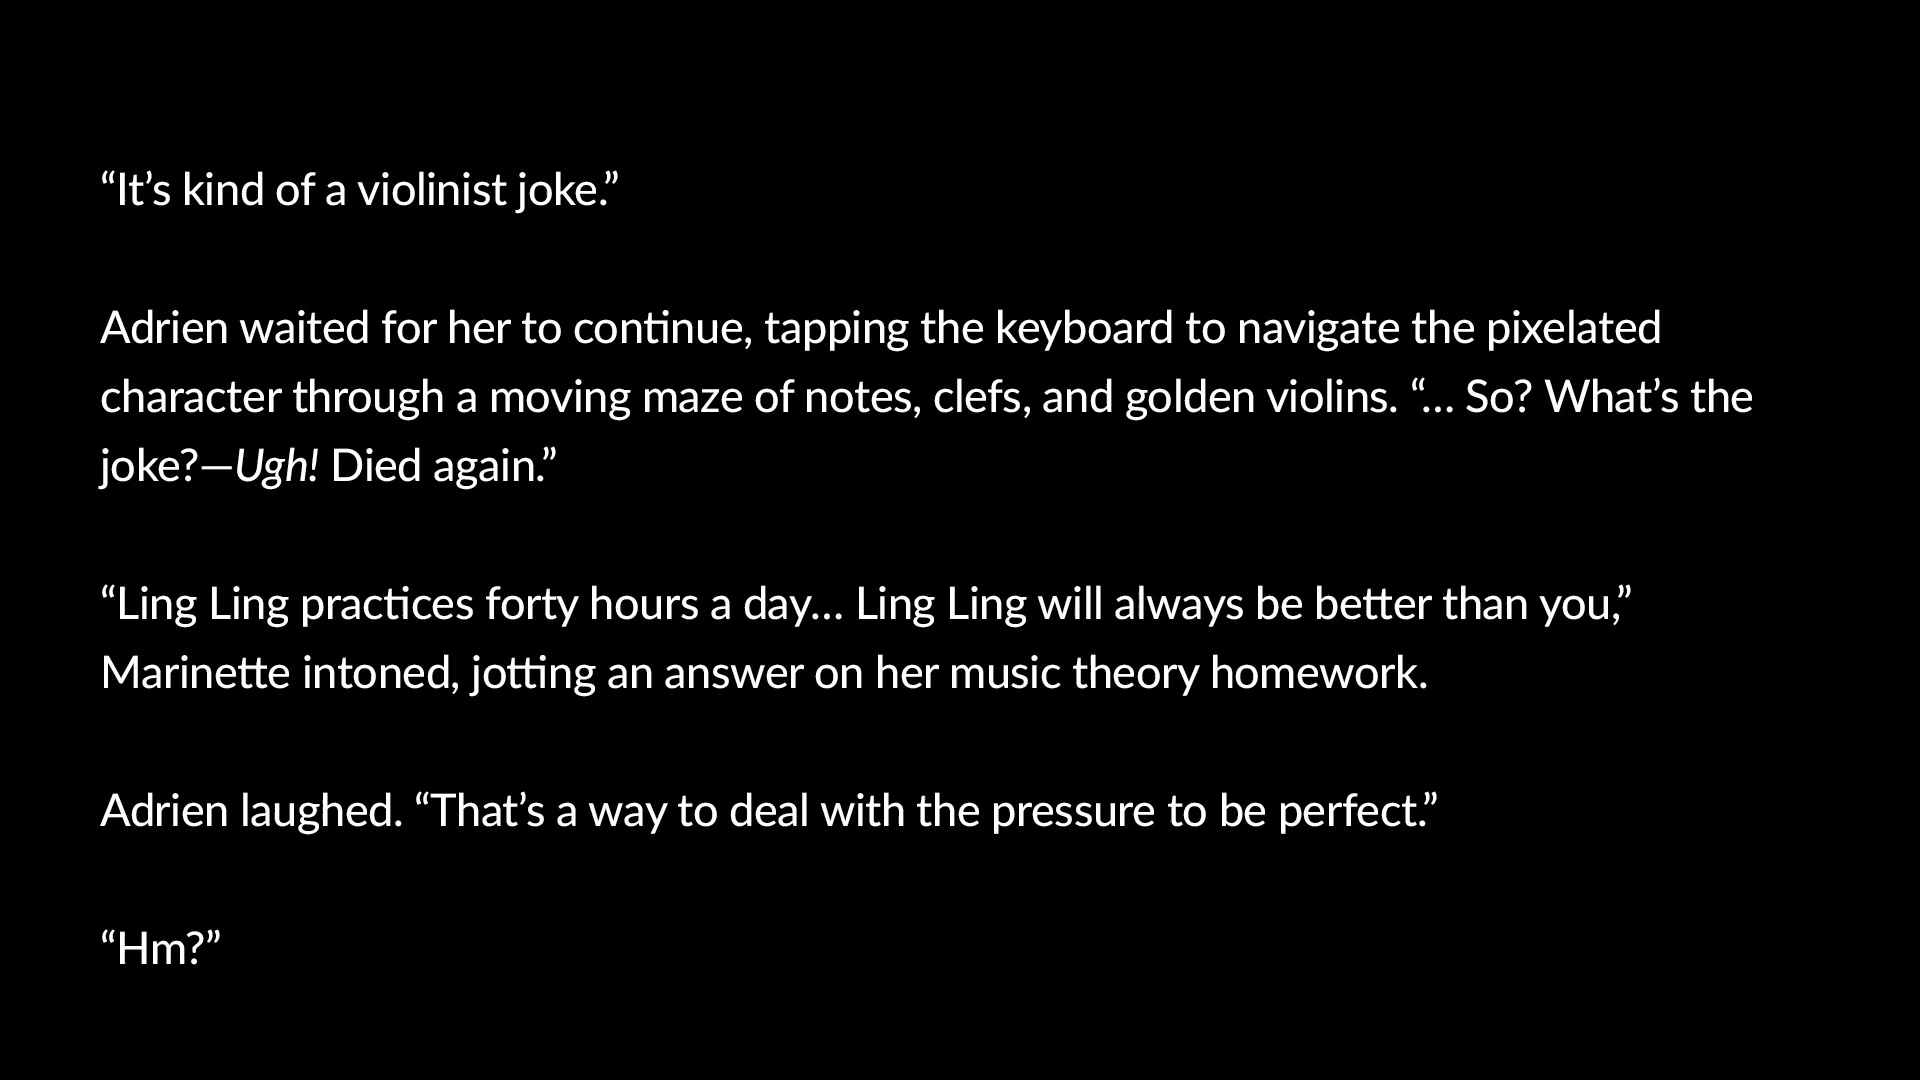 “It’s kind of a violinist joke.”
Adrien waited for her to continue, tapping the keyboard to navigate the pixelated
character through a moving maze of notes, clefs, and golden violins. “… So? What’s the
joke?—Ugh! Died again.”
“Ling Ling practices forty hours a day… Ling Ling will always be better than you,”
Marinette intoned, jotting an answer on her music theory homework.
Adrien laughed. “That’s a way to deal with the pressure to be perfect.”
“Hm?”